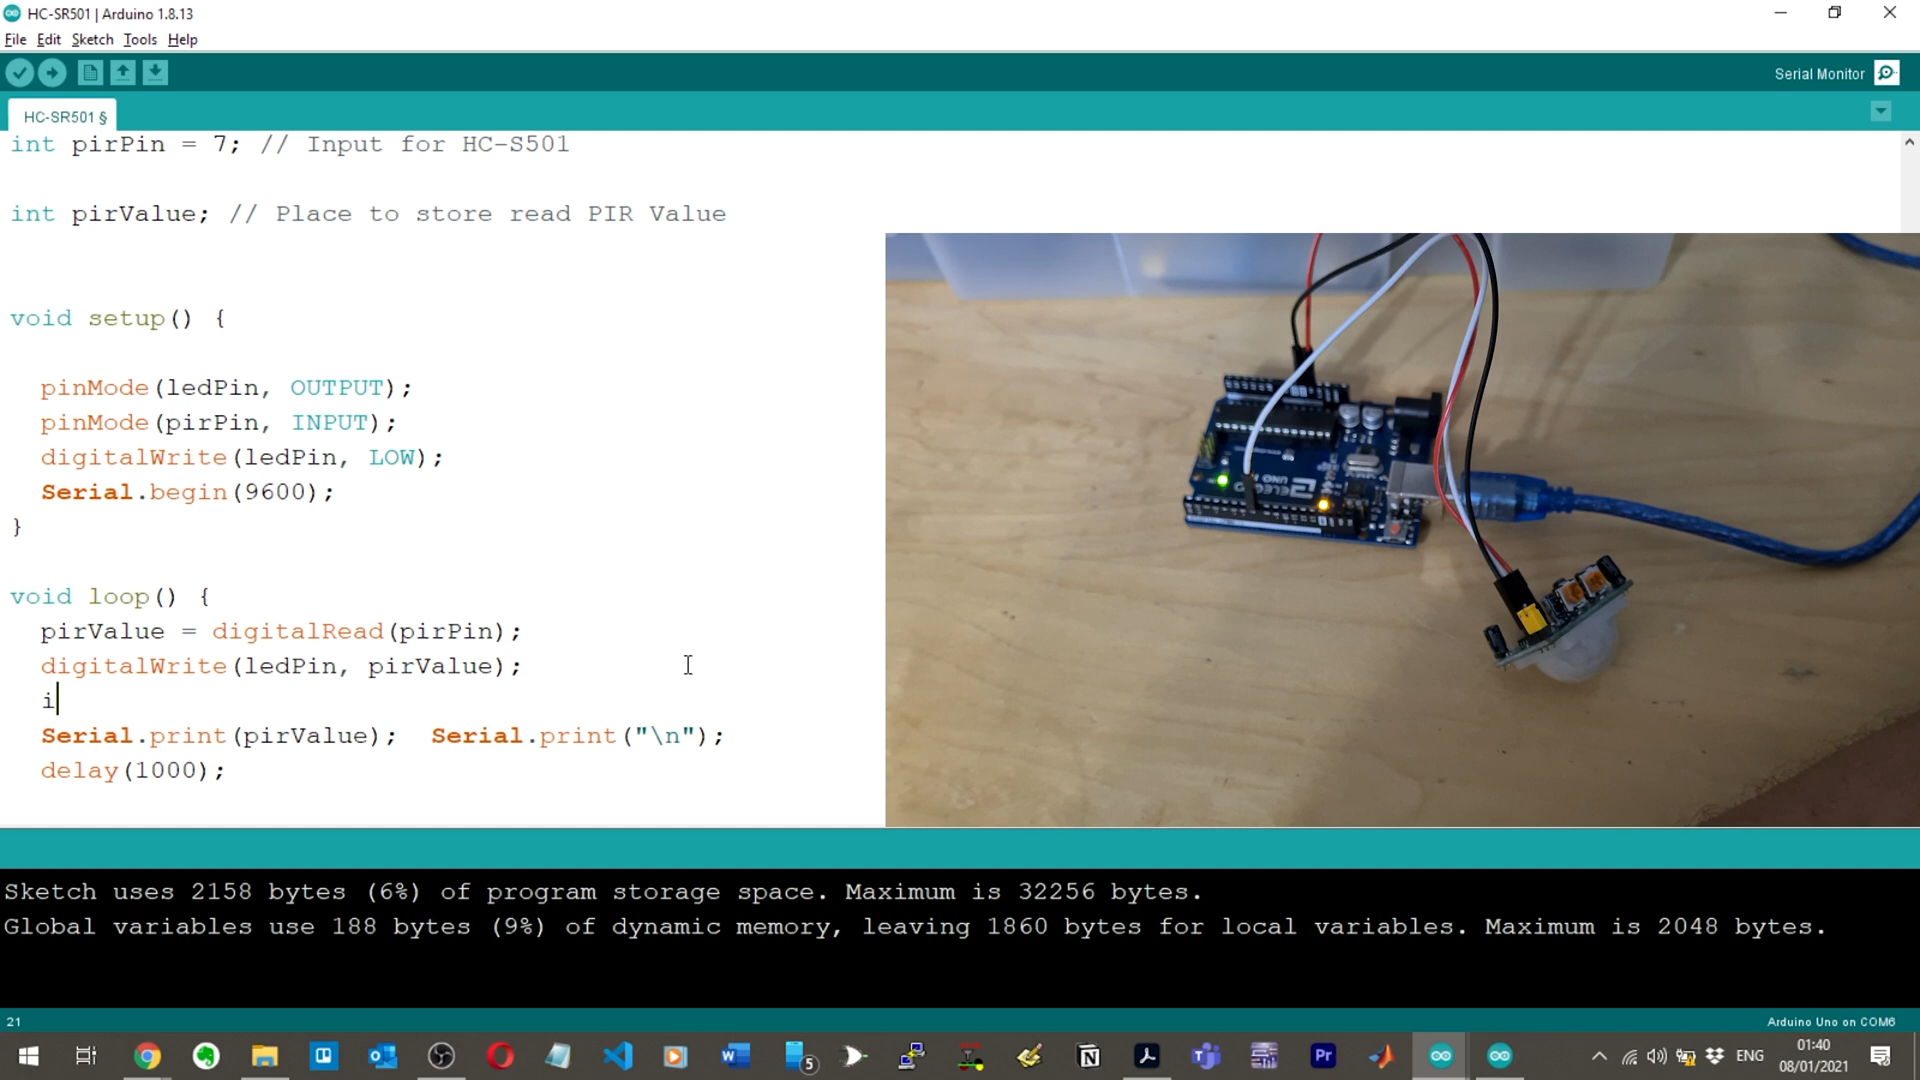 HC-SR501 | Arduino 1.8.13
File Edit Sketch Tools Help
Serial Monitor
HC-SR501 §
int pirPin = 7; // Input for HC-S501
int pirValue; // Place to store read PIR Value
void setup() {
pinMode(ledPin, OUTPUT);
pinMode(pirPin, INPUT);
digitalWrite(ledPin, LOW);
Serial.begin(9600);
}
void loop() {
pirValue = digitalRead(pirPin);
digitalWrite(ledPin, pirValue);
i
Serial.print(pirValue); Serial.print("\n");
delay(1000);
Sketch uses 2158 bytes (6%) of program storage space. Maximum is 32256 bytes.
Global variables use 188 bytes (9%) of dynamic memory, leaving 1860 bytes for local variables. Maximum is 2048 bytes.
21
Arduino Uno on COM6
5
Pr
ENG
01:40
08/01/2021